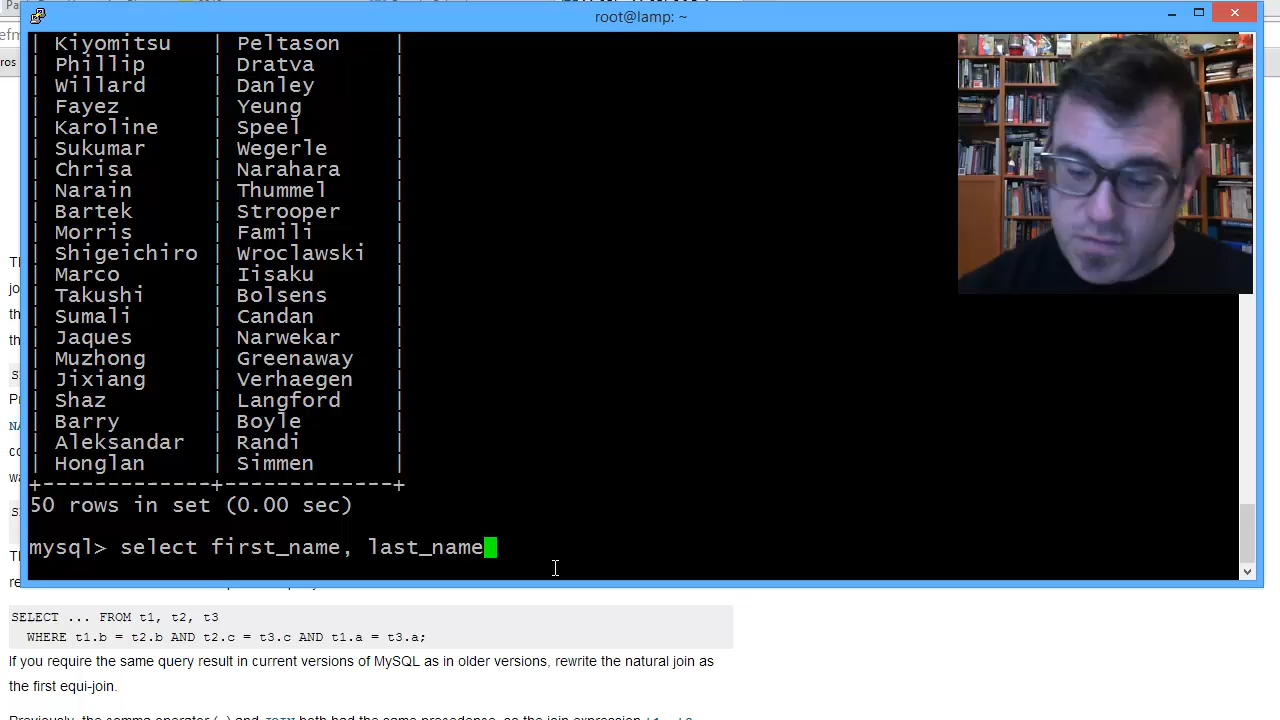 root@lamp: ~
| Kiyomitsu | Peltason |
| Phillip | Dratva |
| Willard | Danley |
| Fayez | Yeung |
| Karoline | Speel |
| Sukumar | Wegerle |
| Chrisa | Narahara |
| Narain | Thummel |
| Bartek | Strooper |
| Morris | Famili |
| Shigeichiro | Wroclawski |
| Marco | Iisaku |
| Takushi | Bolsens |
| Sumali | Candan |
| Jaques | Narwekar |
| Muzhong | Greenaway |
| Jixiang | Verhaegen |
| Shaz | Langford |
| Barry | Boyle |
| Aleksandar | Randi |
| Honglan | Simmen |
+-------------+-------------+
50 rows in set (0.00 sec)
mysql> select first_name, last_name
SELECT ... FROM t1, t2, t3
WHERE t1.b = t2.b AND t2.c = t3.c AND t1.a = t3.a;
If you require the same query result in current versions of MySQL as in older versions, rewrite the natural join as
the first equi-join.